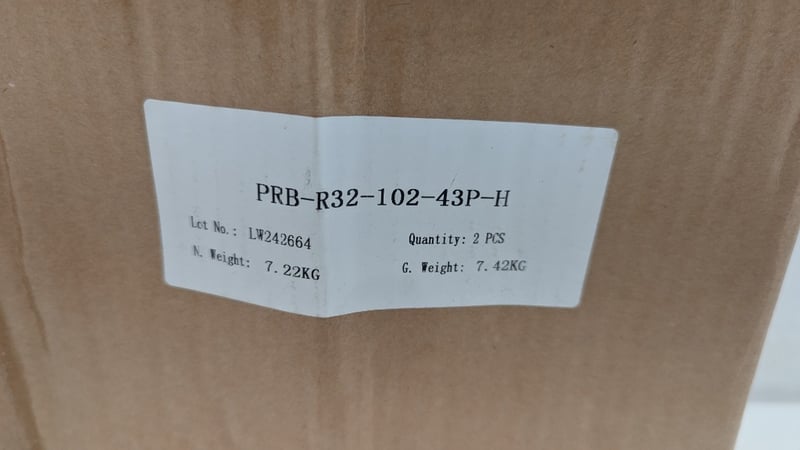 PRB-R32-102-43P-H
Lot No.: LW242664 Quantity: 2 PCS
N. Weight: 7.22KG G. Weight: 7.42KG